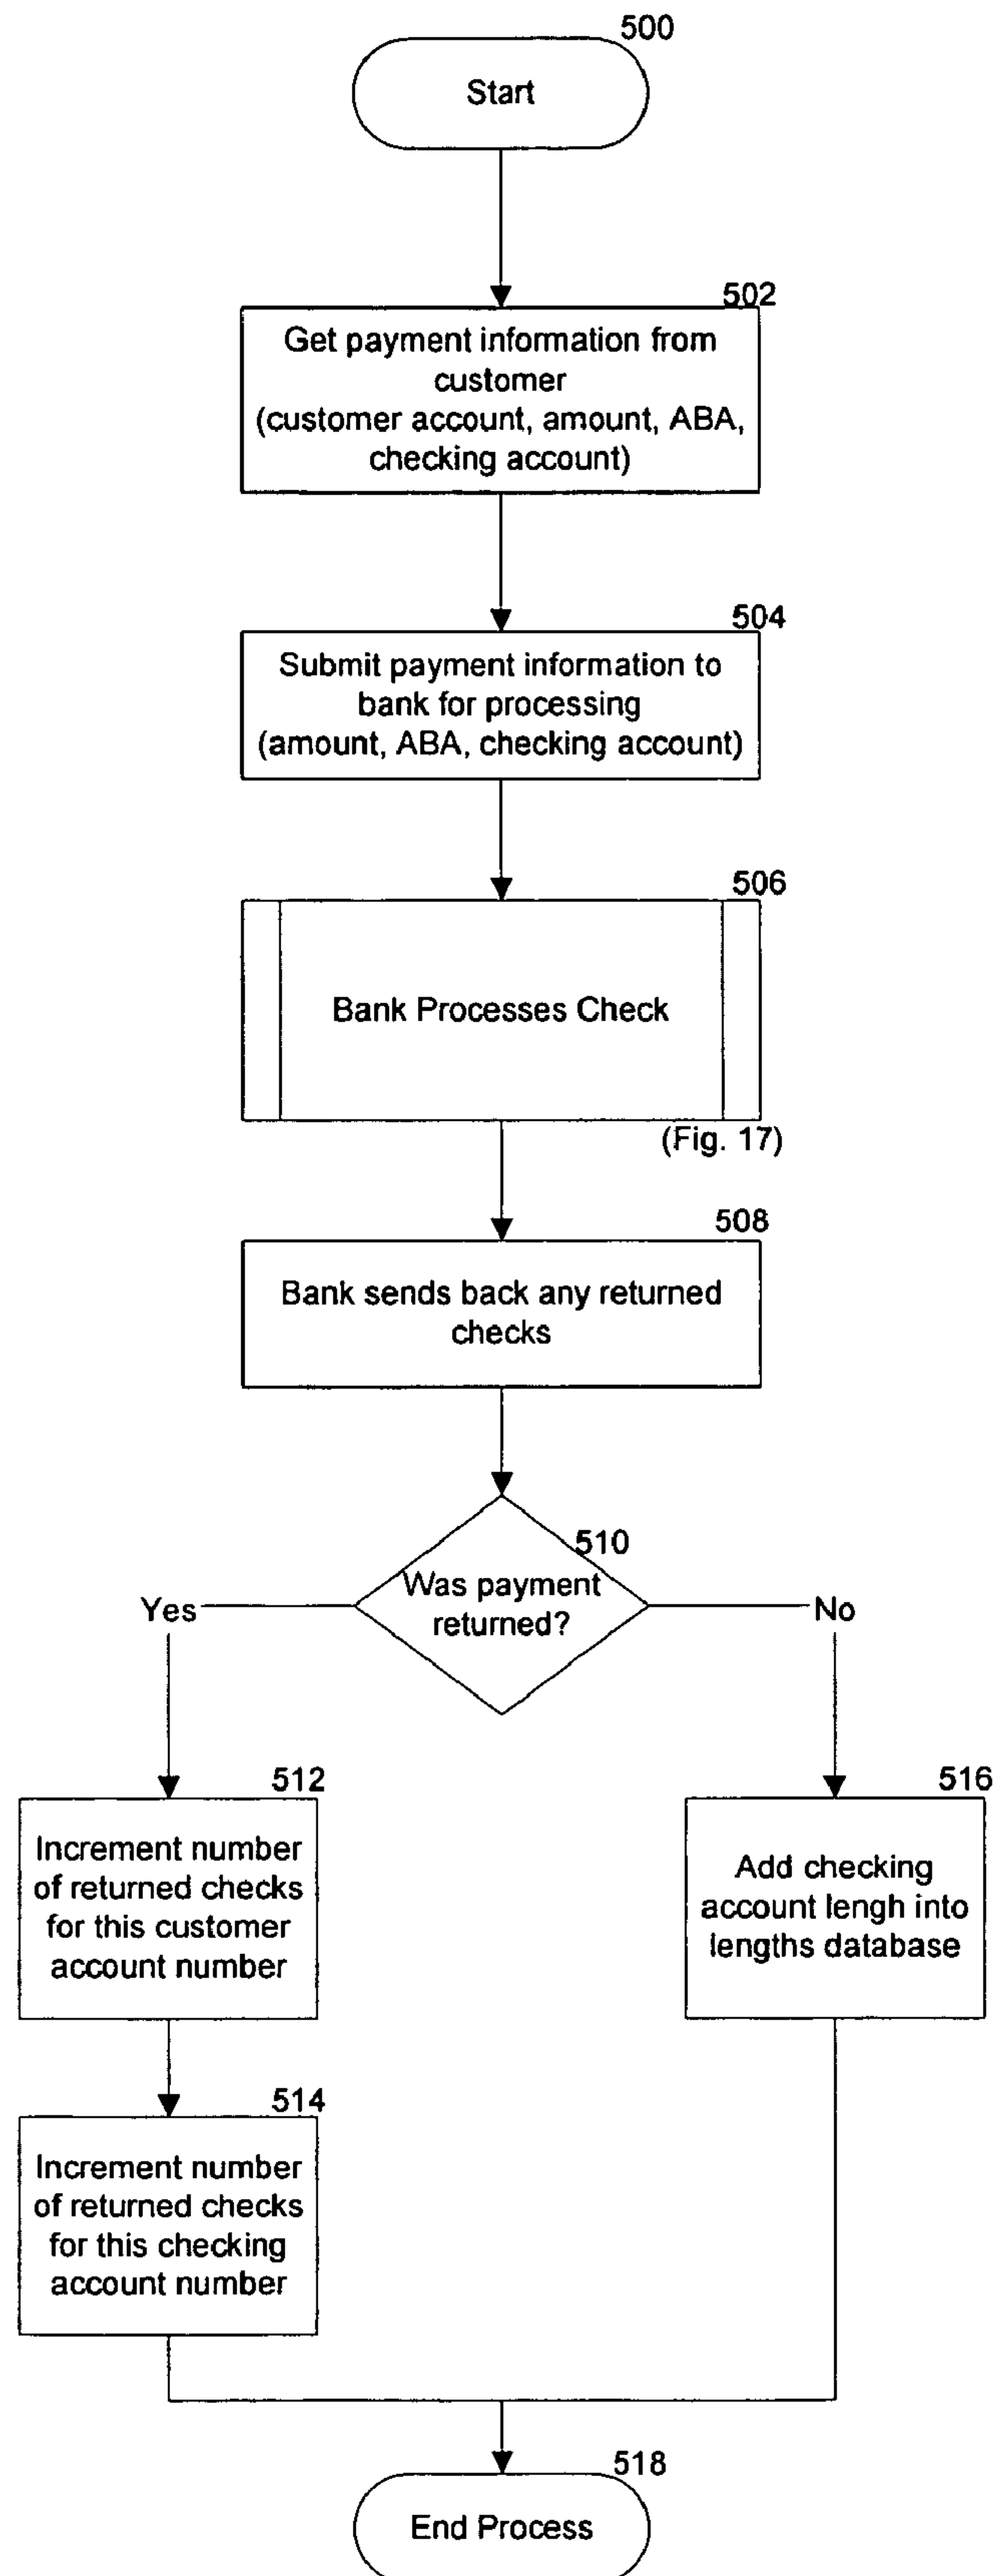 500
Start
502
Get payment information from
customer
(customer account, amount, ABA,
checking account)
504
Submit payment information to
bank for processing
(amount, ABA, checking account)
506
Bank Processes Check
(Fig. 17)
508
Bank sends back any returned
checks
510
Was payment
returned?
Yes
No
512
Increment number
of returned checks
for this customer
account number
516
Add checking
account lengh into
lengths database
514
Increment number
of returned checks
for this checking
account number
518
End Process